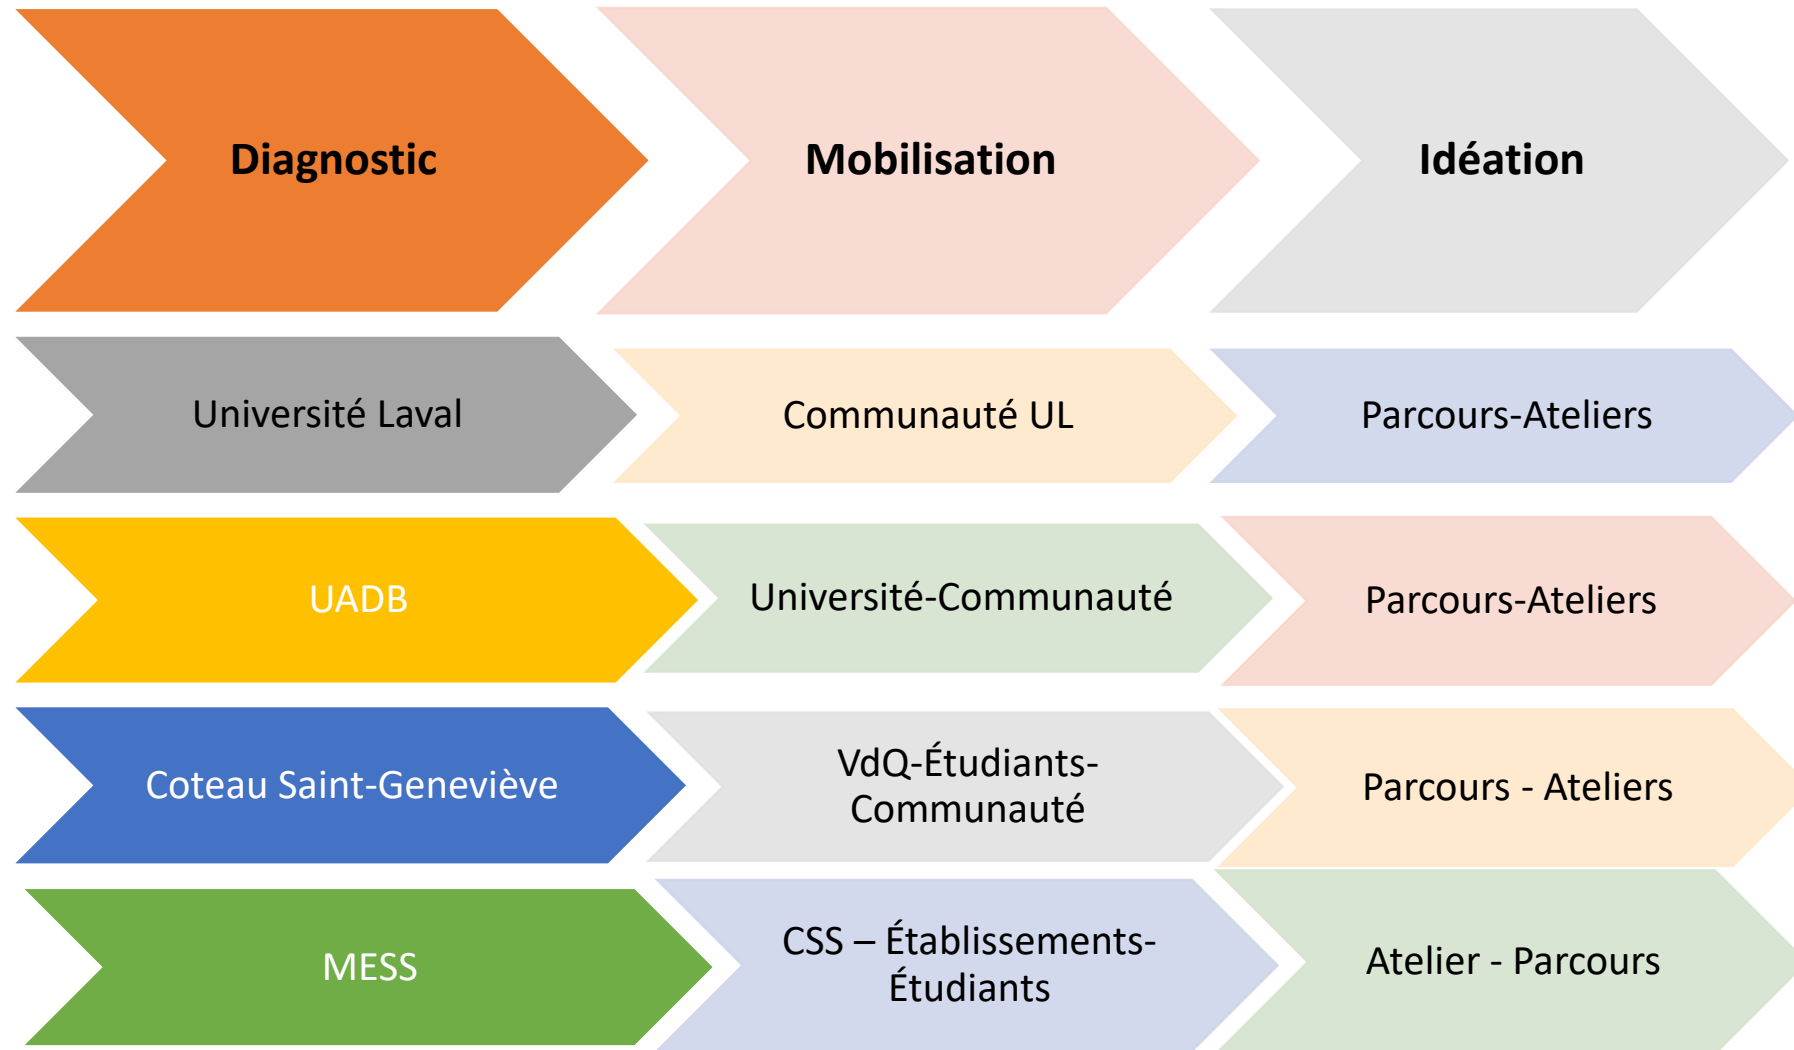 Diagnostic
Mobilisation
Idéation
Université Laval
Communauté UL
Parcours-Ateliers
UADB
Université-Communauté
Parcours-Ateliers
Coteau Saint-Geneviève
VdQ-Étudiants-
Communauté
Parcours - Ateliers
MESS
CSS – Établissements-
Étudiants
Atelier - Parcours